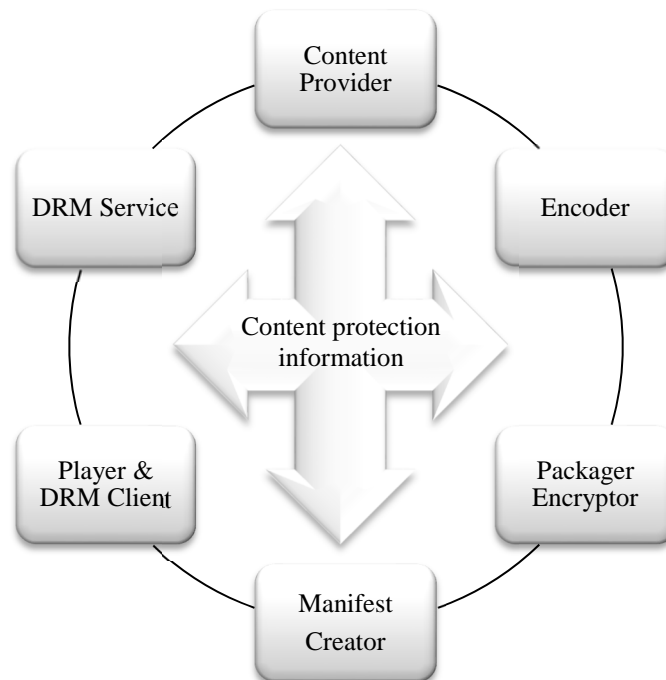 Content
Provider
DRM Service
Encoder
Content protection
information
Player &
DRM Client
Packager
Encryptor
Manifest
Creator